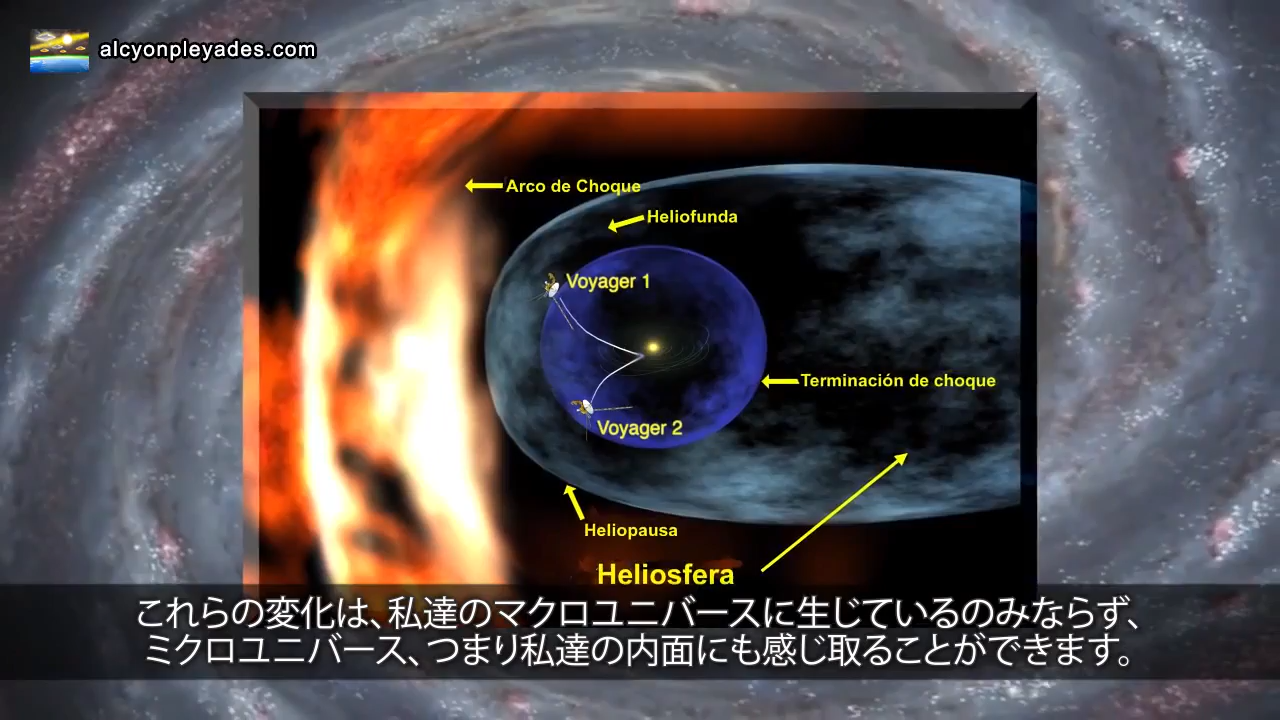 alcyonpleyades.com
Arco de Choque
Heliofunda
Voyager 1
Terminación de choque
Voyager 2
Heliopausa
Heliosfera
これらの変化は、私達のマクロユニバースに生じているのみならず、
ミクロユニバース、つまり私達の内面にも感じ取ることができます。